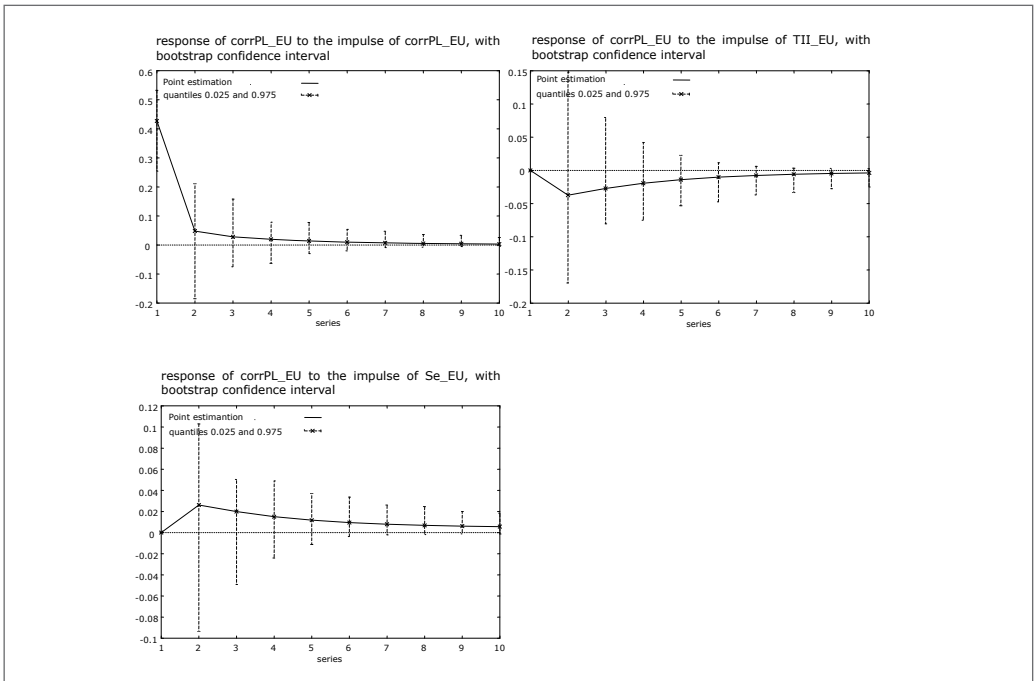 response of corrPL_EU to the impulse of corrPL_EU, with
bootstrap confidence interval
0.6
0.5
0.4
0.3
0.2
0.1
0
-0.1
-0.2
Point estimation
quantiles 0.025 and 0.975
1 2 3 4 5 6 7 8 9 10
series
response of corrPL_EU to the impulse of TII_EU, with
bootstrap confidence interval
0.15
0.1
0.05
0
-0.05
-0.1
-0.15
-0.2
Point estimation
quantiles 0.025 and 0.975
1 2 3 4 5 6 7 8 9 10
series
response of corrPL_EU to the impulse of Se_EU, with
bootstrap confidence interval
0.12
0.1
0.08
0.06
0.04
0.02
0
-0.02
-0.04
-0.06
-0.08
-0.1
Point estimantion
quantiles 0.025 and 0.975
1 2 3 4 5 6 7 8 9 10
series